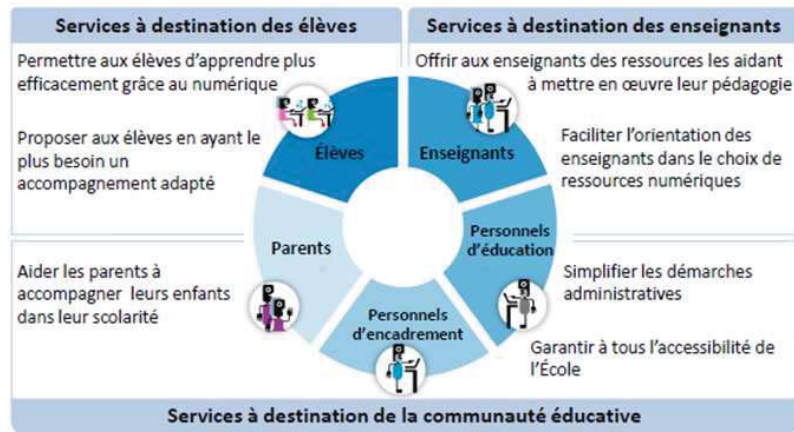 Services à destination des élèves
Permettre aux élèves d'apprendre plus
efficacement grâce au numérique
Proposer aux élèves en ayant le
plus besoin un
accompagnement adapté
Services à destination des enseignants
Offrir aux enseignants des ressources les aidant
à mettre en œuvre leur pédagogie
Faciliter l'orientation des
enseignants dans le choix de
ressources numériques
Élèves
Enseignants
Parents
Personnels
d'éducation
Personnels
d'encadrement
Aider les parents à
accompagner leurs enfants
dans leur scolarité
Simplifier les démarches
administratives
Garantir à tous l'accessibilité de
l'École
Services à destination de la communauté éducative